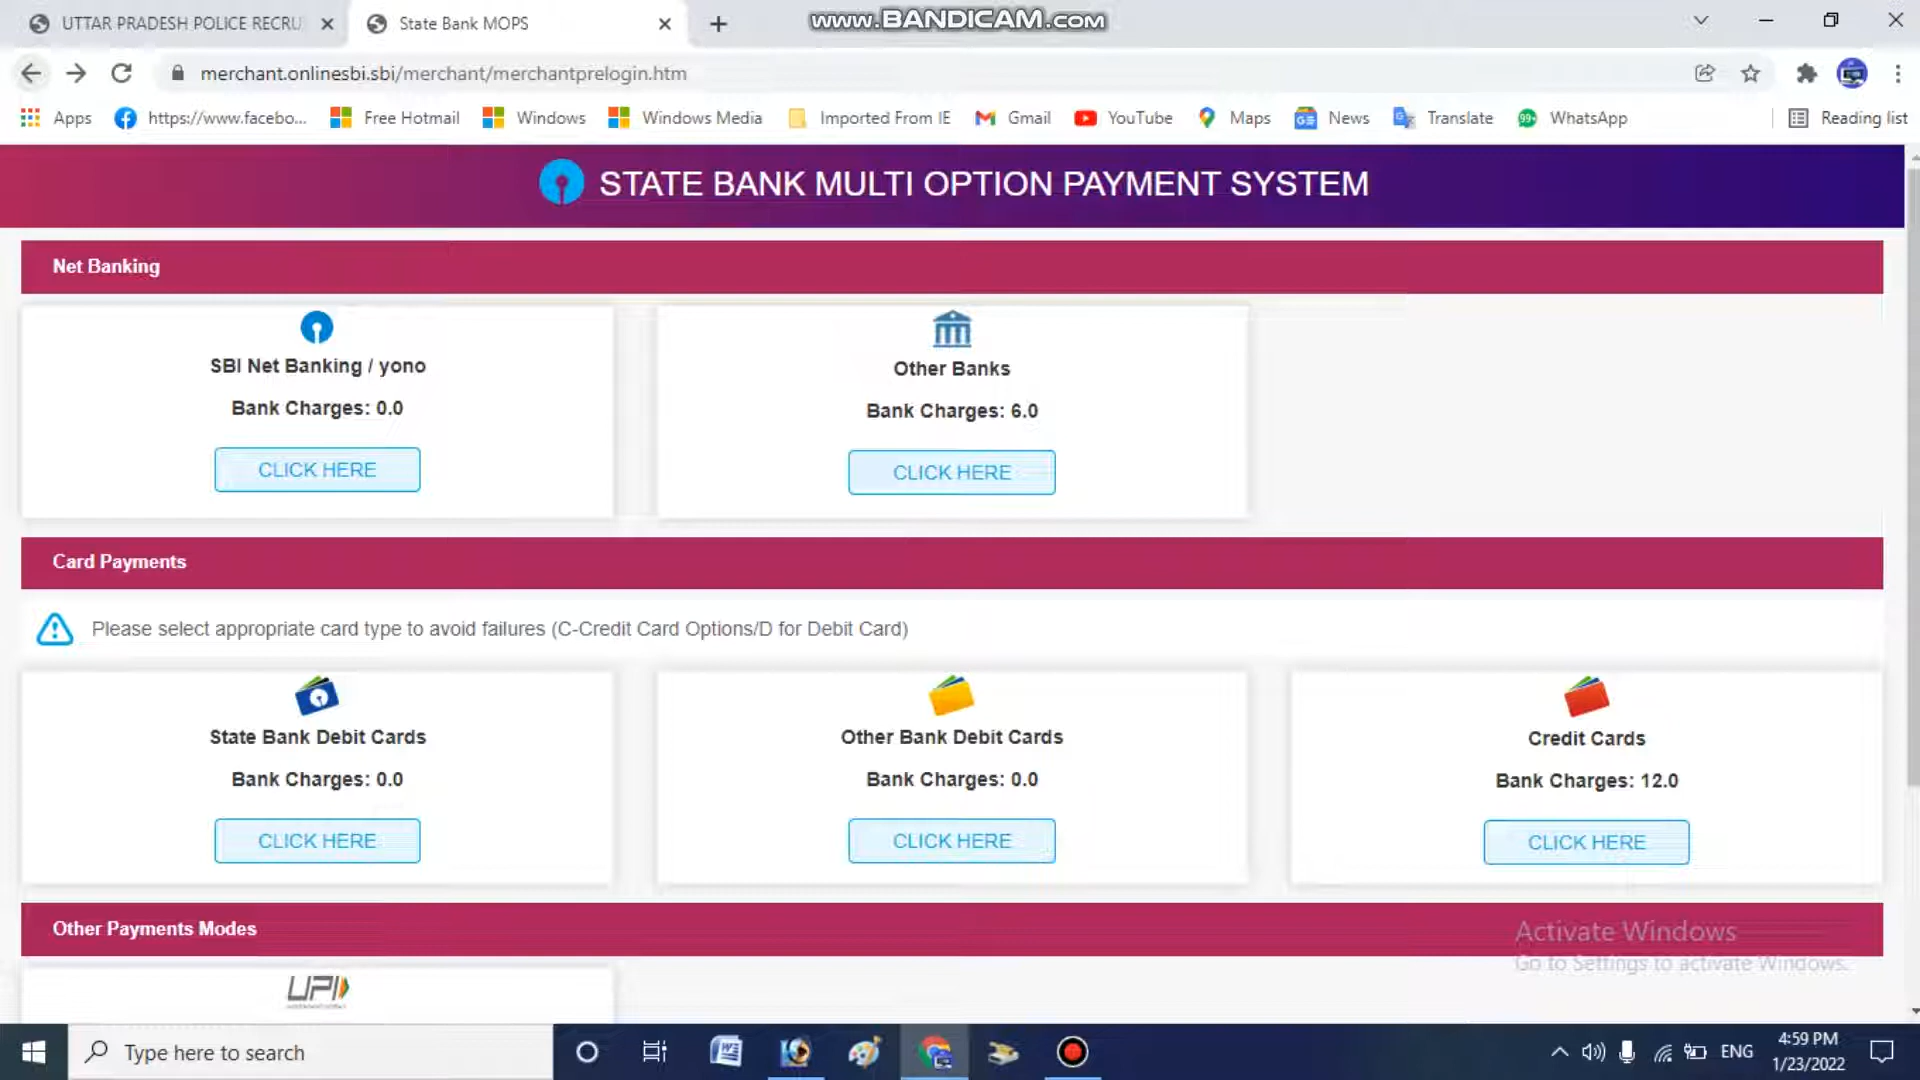 UTTAR PRADESH POLICE RECRU
State Bank MOPS
www.BANDICAM.com
merchant.onlinesbi.sbi/merchant/merchantprelogin.htm
Apps
https://www.facebo...
Free Hotmail
Windows
Windows Media
Imported From IE
Gmail
YouTube
Maps
News
Translate
99+
WhatsApp
Reading list
STATE BANK MULTI OPTION PAYMENT SYSTEM
Net Banking
SBI Net Banking / yono
Bank Charges: 0.0
CLICK HERE
Other Banks
Bank Charges: 6.0
CLICK HERE
Card Payments
Please select appropriate card type to avoid failures (C-Credit Card Options/D for Debit Card)
State Bank Debit Cards
Bank Charges: 0.0
CLICK HERE
Other Bank Debit Cards
Bank Charges: 0.0
CLICK HERE
Credit Cards
Bank Charges: 12.0
CLICK HERE
Other Payments Modes
UPI
Activate Windows
Go to Settings to activate Windows.
Type here to search
ENG
4:59 PM
1/23/2022